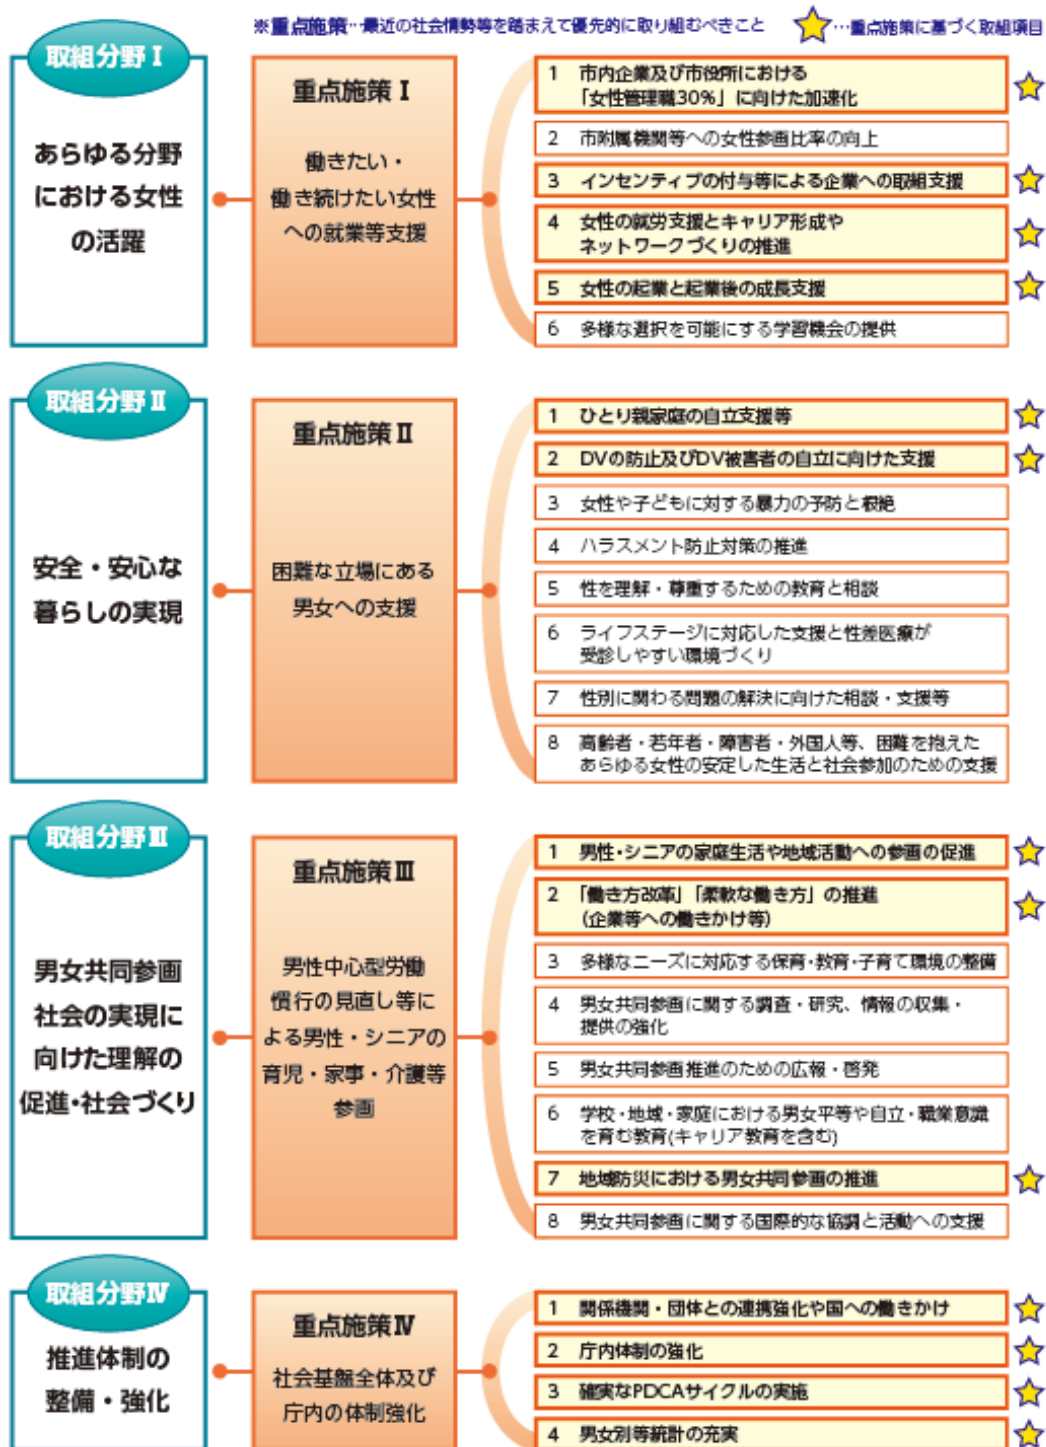 ※重点施策…最近の社会情勢等を踏まえて優先的に取り組むべきこと
…重点施策に基づく取組項目
取組分野Ⅰ
あらゆる分野
における女性
の活躍
重点施策Ⅰ
働きたい・
働き続けたい女性
への就業等支援
1 市内企業及び市役所における
「女性管理職30%」に向けた加速化
2 市附属機関等への女性参画比率の向上
3 インセンティブの付与等による企業への取組支援
4 女性の就労支援とキャリア形成や
ネットワークづくりの推進
5 女性の起業と起業後の成長支援
6 多様な選択を可能にする学習機会の提供
取組分野Ⅱ
安全・安心な
暮らしの実現
重点施策Ⅱ
困難な立場にある
男女への支援
1 ひとり親家庭の自立支援等
2 DVの防止及びDV被害者の自立に向けた支援
3 女性や子どもに対する暴力の予防と根絶
4 ハラスメント防止対策の推進
5 性を理解・尊重するための教育と相談
6 ライフステージに対応した支援と性差医療が
受診しやすい環境づくり
7 性別に関わる問題の解決に向けた相談・支援等
8 高齢者・若年者・障害者・外国人等、困難を抱えた
あらゆる女性の安定した生活と社会参加のための支援
取組分野Ⅲ
男女共同参画
社会の実現に
向けた理解の
促進・社会づくり
重点施策Ⅲ
男性中心型労働
慣行の見直し等に
よる男性・シニアの
育児・家事・介護等
参画
1 男性・シニアの家庭生活や地域活動への参画の促進
2 「働き方改革」「柔軟な働き方」の推進
(企業等への働きかけ等)
3 多様なニーズに対応する保育・教育・子育て環境の整備
4 男女共同参画に関する調査・研究、情報の収集・
提供の強化
5 男女共同参画推進のための広報・啓発
6 学校・地域・家庭における男女平等や自立・職業意識
を育む教育(キャリア教育を含む)
7 地域防災における男女共同参画の推進
8 男女共同参画に関する国際的な協調と活動への支援
取組分野Ⅳ
推進体制の
整備・強化
重点施策Ⅳ
社会基盤全体及び
庁内の体制強化
1 関係機関・団体との連携強化や国への働きかけ
2 庁内体制の強化
3 確実なPDCAサイクルの実施
4 男女別等統計の充実